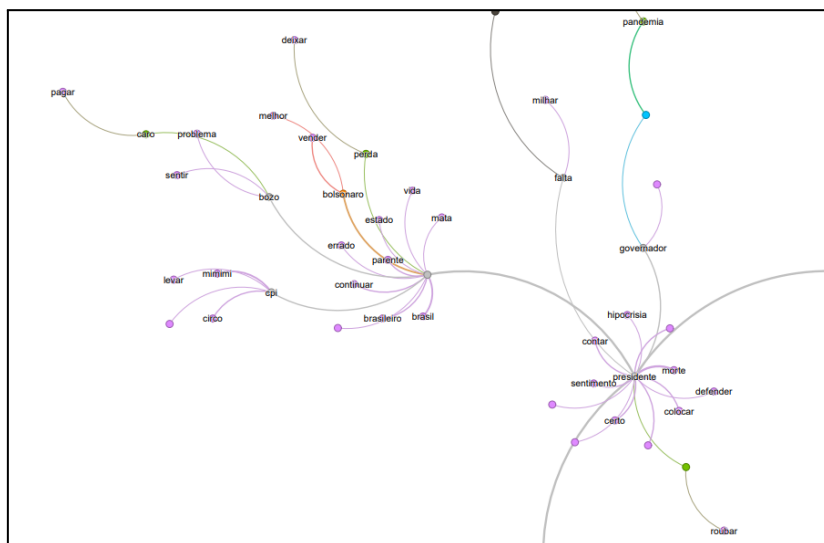 pandemia
deixar
pagar
milhar
melhor
caro
problema
vender
perda
sentir
falta
bozo
bolsonaro
vida
estado
mata
errado
governador
parente
levar
mimimi
continuar
cpi
circo
brasileiro
brasil
hipocrisia
contar
presidente
morte
sentimento
defender
colocar
certo
roubar